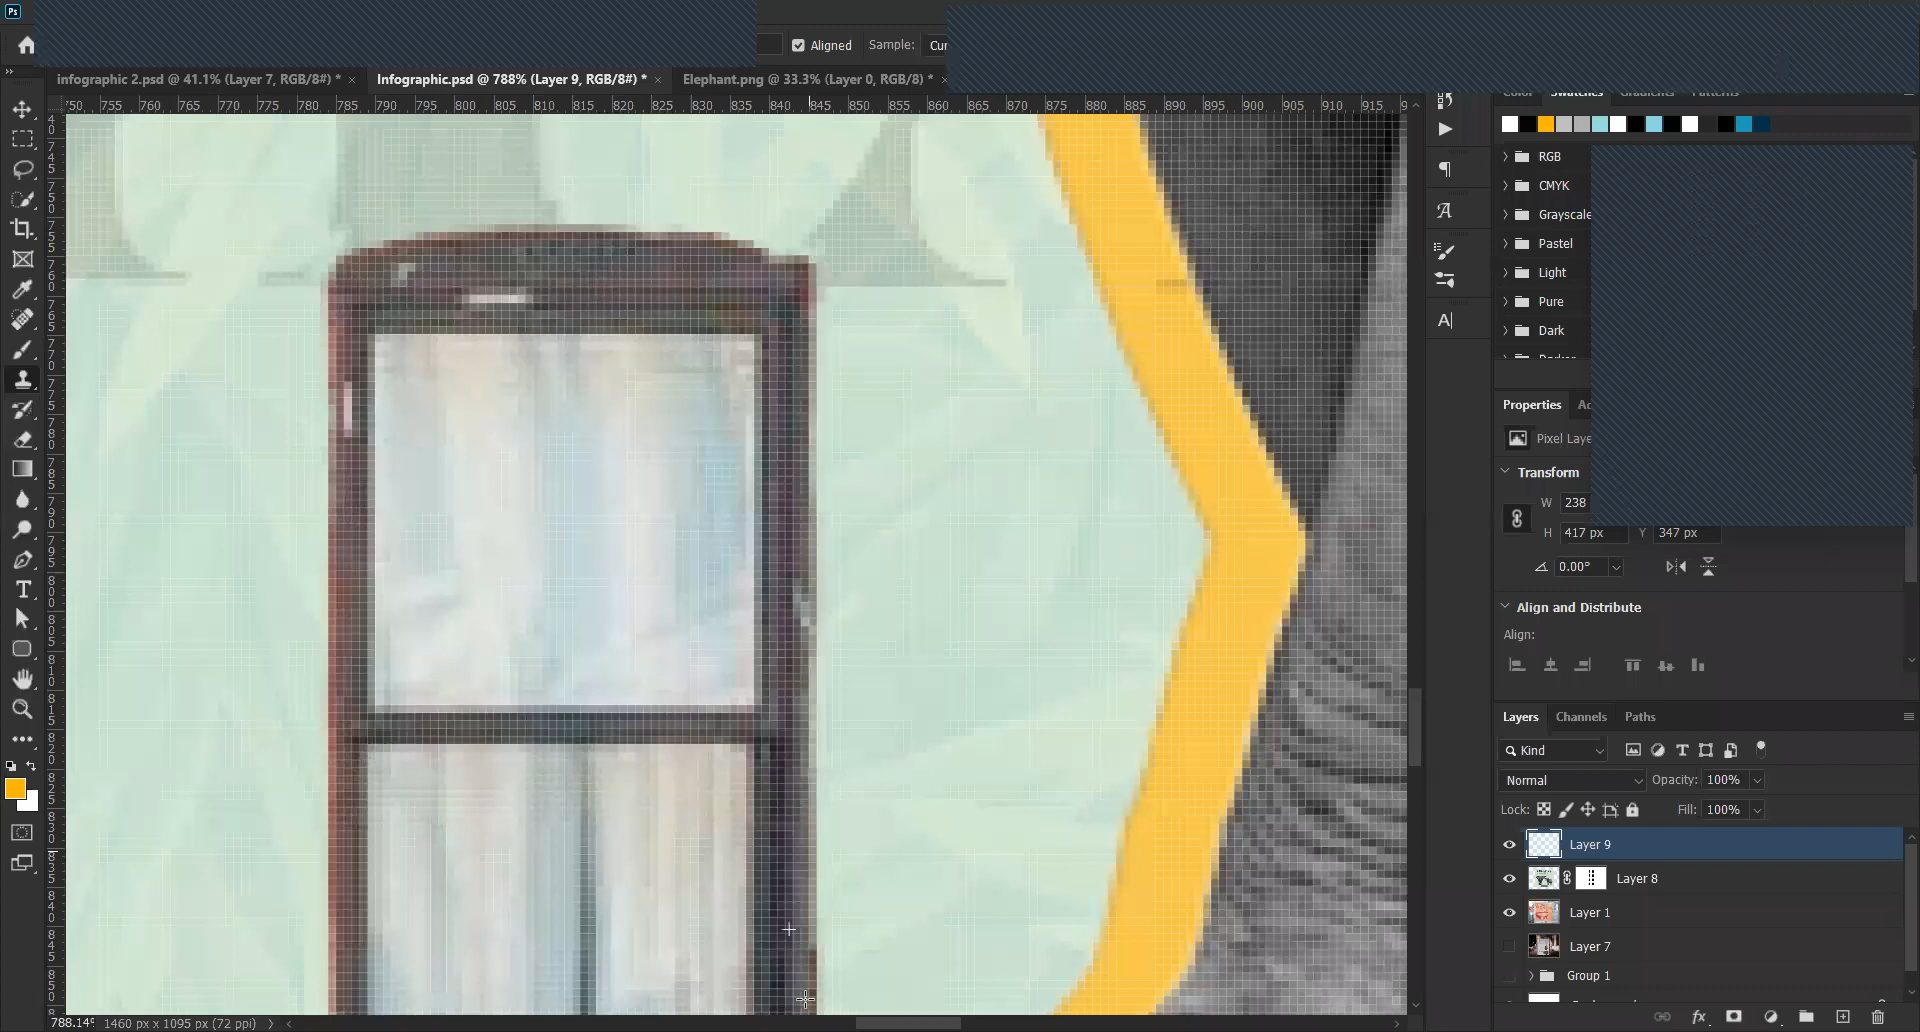 Ps
Aligned
Sample:
infographic 2.psd @ 41.1% (Layer 7, RGB/8#) *
Infographic.psd @ 788% (Layer 9, RGB/8#) *
Elephant.png @ 33.3% (Layer 0, RGB/8) *
750 755 760 765 770 775 780 785 790 795 800 805 810 815 820 825 830 835 840 845 850 855 860 865 870 875 880 885 890 895 900 905 910 915 9
RGB
CMYK
Grayscale
Pastel
Light
Pure
Dark
Properties
Pixel Laye
Transform
W 238
H 417 px Y 347 px
0.00°
Align and Distribute
Align:
Layers Channels Paths
Kind
Normal Opacity: 100%
Lock: Fill: 100%
Layer 9
Layer 8
Layer 1
Layer 7
Group 1
fx
1460 px x 1095 px (72 ppi)